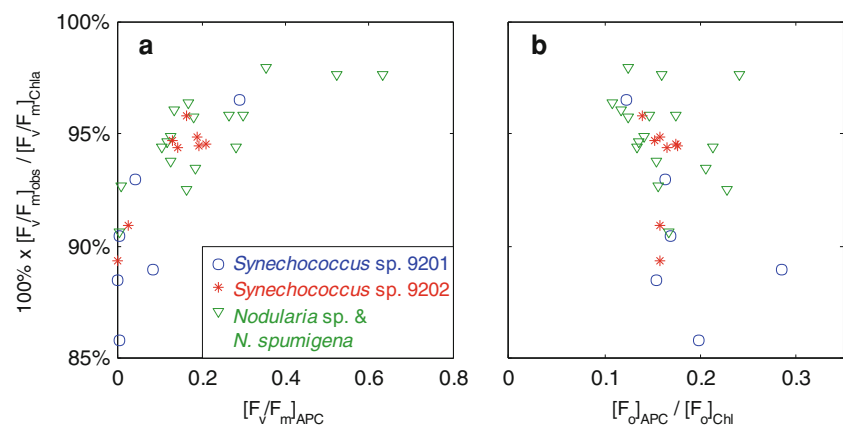 100%
95%
90%
85%
100% x [Fv/Fm]obs / [Fv/Fm]Chla
a
Synechococcus sp. 9201
Synechococcus sp. 9202
Nodularia sp. &
N. spumigena
0 0.2 0.4 0.6 0.8
[Fv/Fm]APC
b
0 0.1 0.2 0.3
[Fo]APC / [Fo]Chl